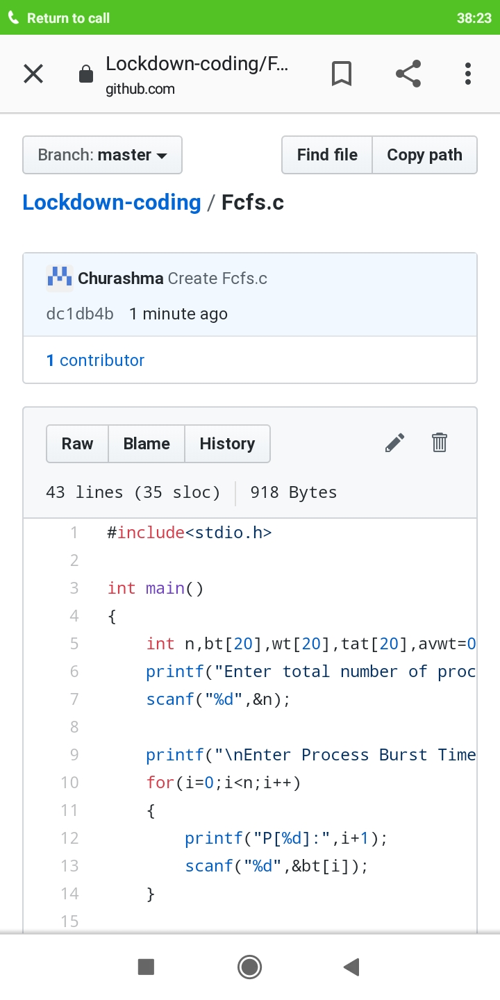 Return to call 38:23
Lockdown-coding/F...
github.com
Branch: master Find file Copy path
Lockdown-coding / Fcfs.c
Churashma Create Fcfs.c
dc1db4b 1 minute ago
1 contributor
Raw Blame History
43 lines (35 sloc) 918 Bytes
1 #include<stdio.h>
2
3 int main()
4 {
5 int n,bt[20],wt[20],tat[20],avwt=0
6 printf("Enter total number of proc
7 scanf("%d",&n);
8
9 printf("\nEnter Process Burst Time
10 for(i=0;i<n;i++)
11 {
12 printf("P[%d]:",i+1);
13 scanf("%d",&bt[i]);
14 }
15